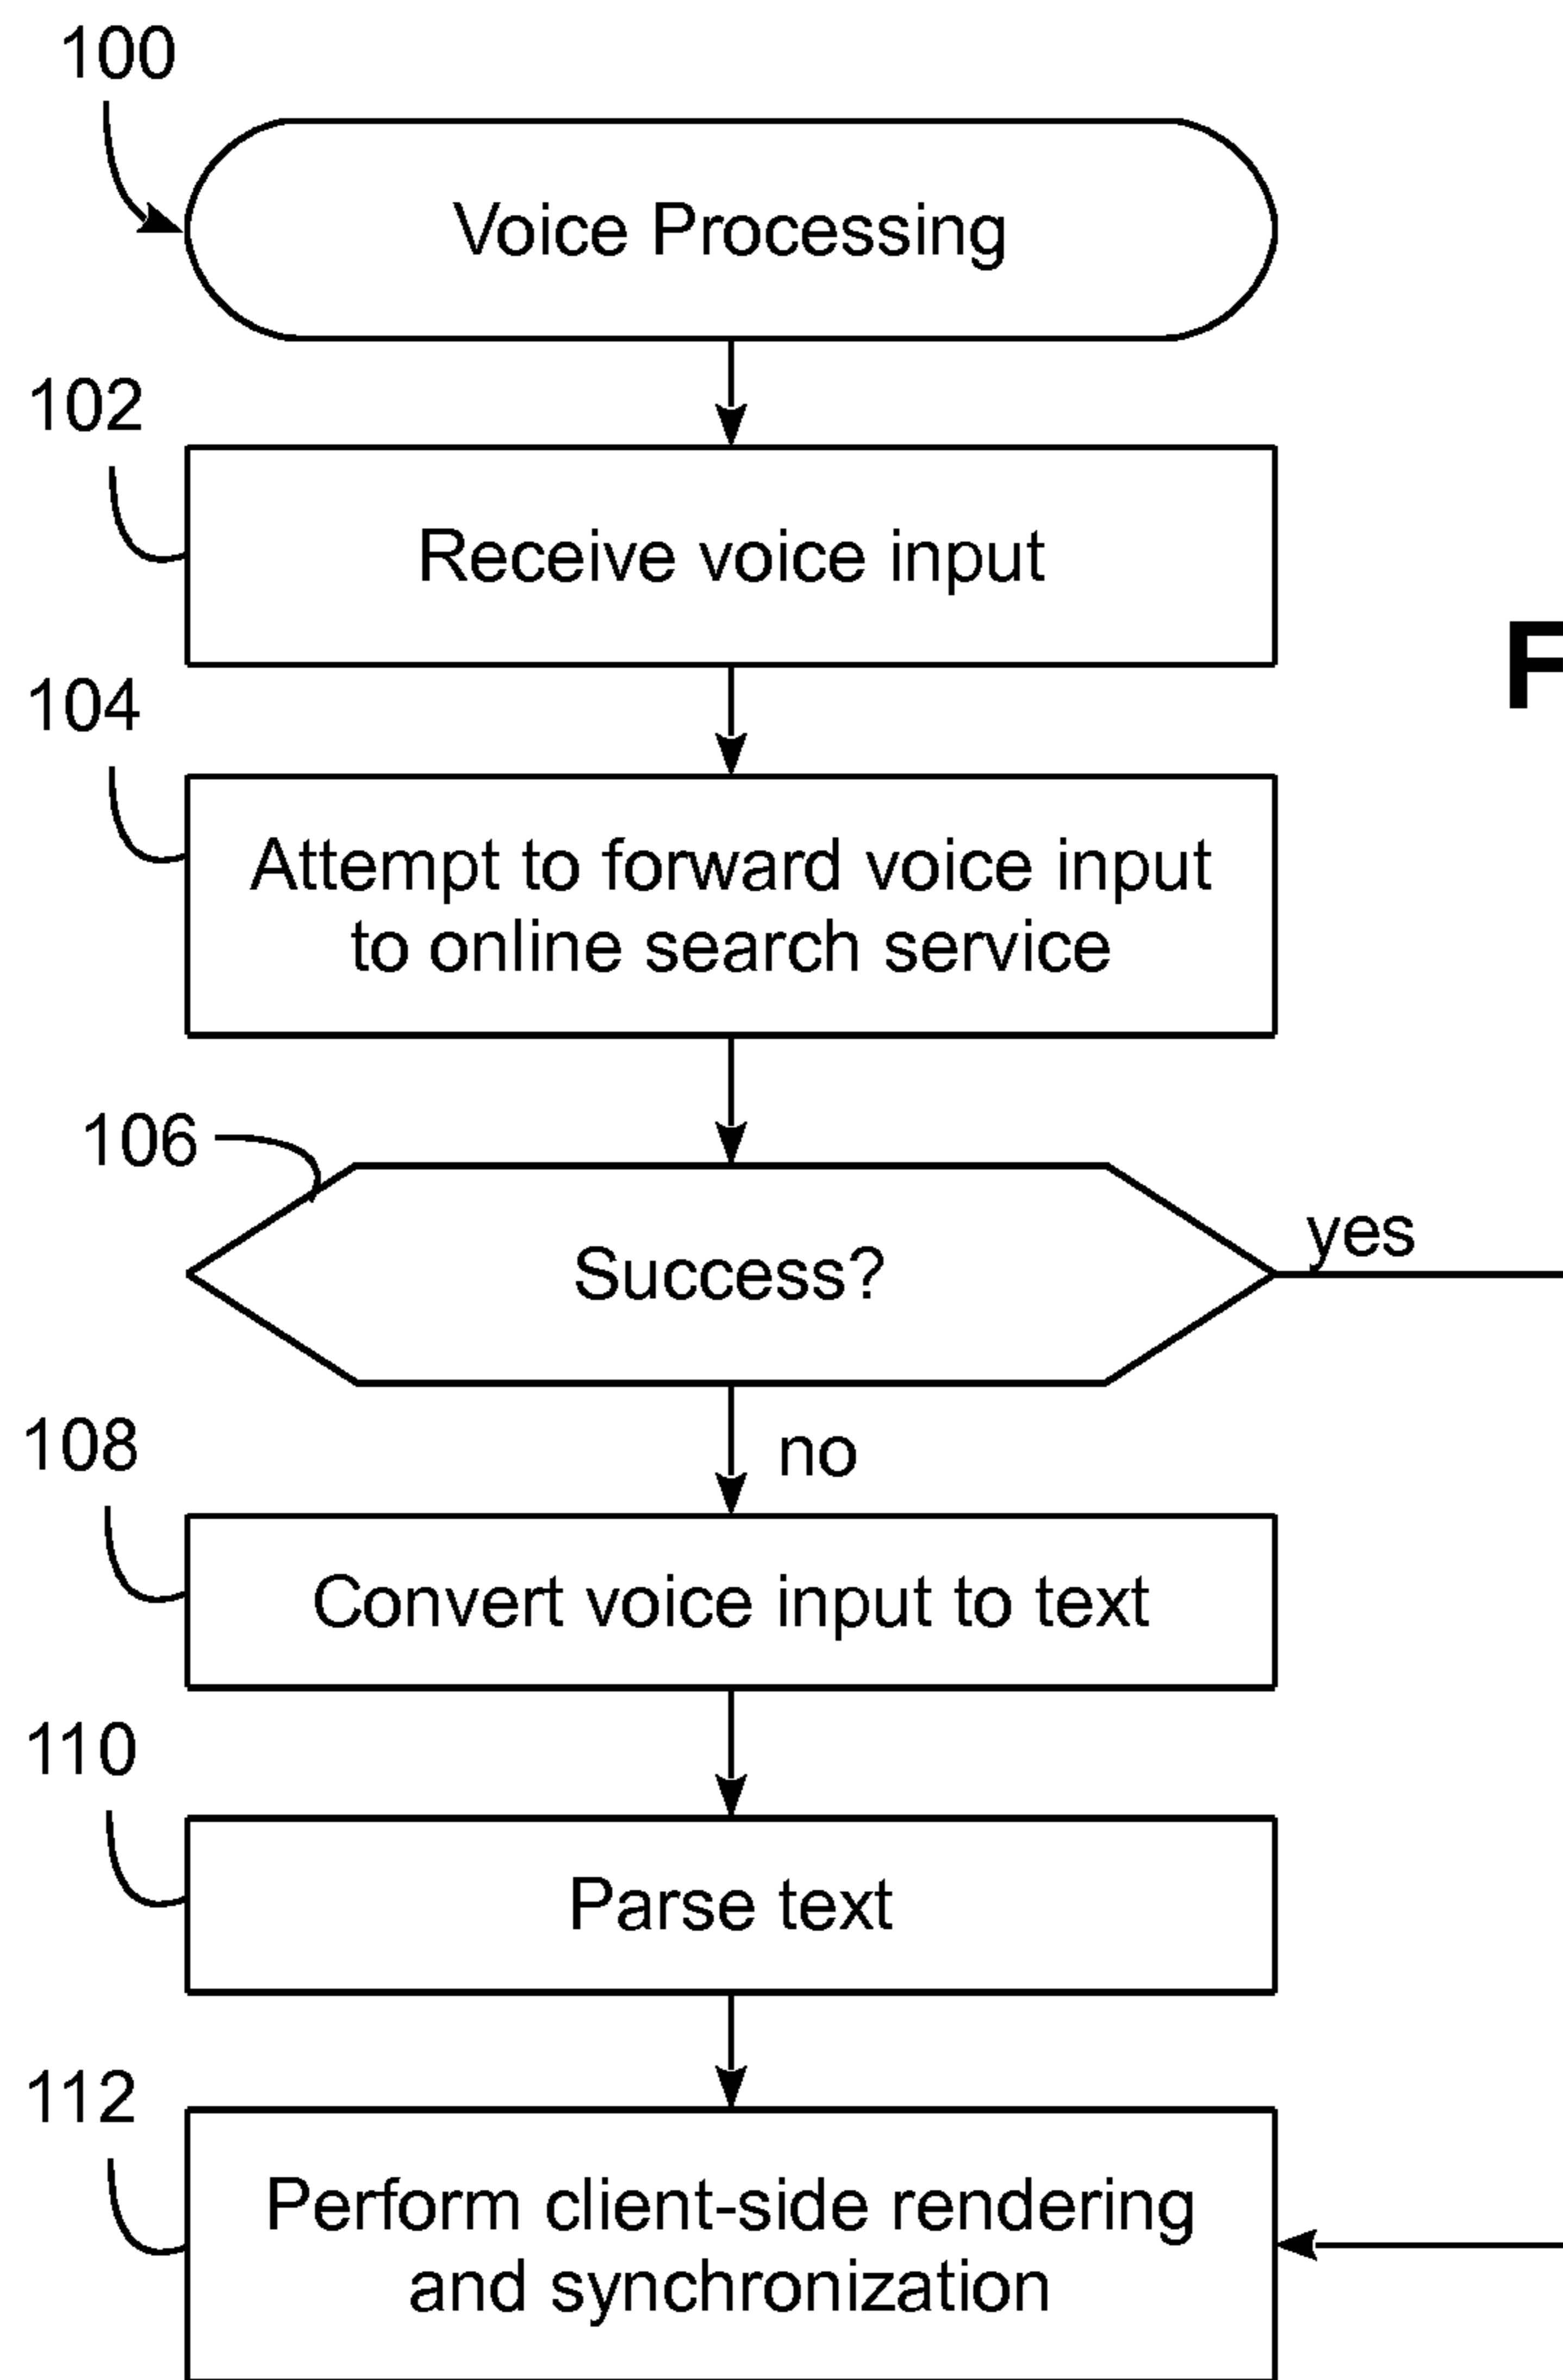 100
Voice Processing
102
Receive voice input
104
Attempt to forward voice input
to online search service
106
Success?
yes
no
108
Convert voice input to text
110
Parse text
112
Perform client-side rendering
and synchronization